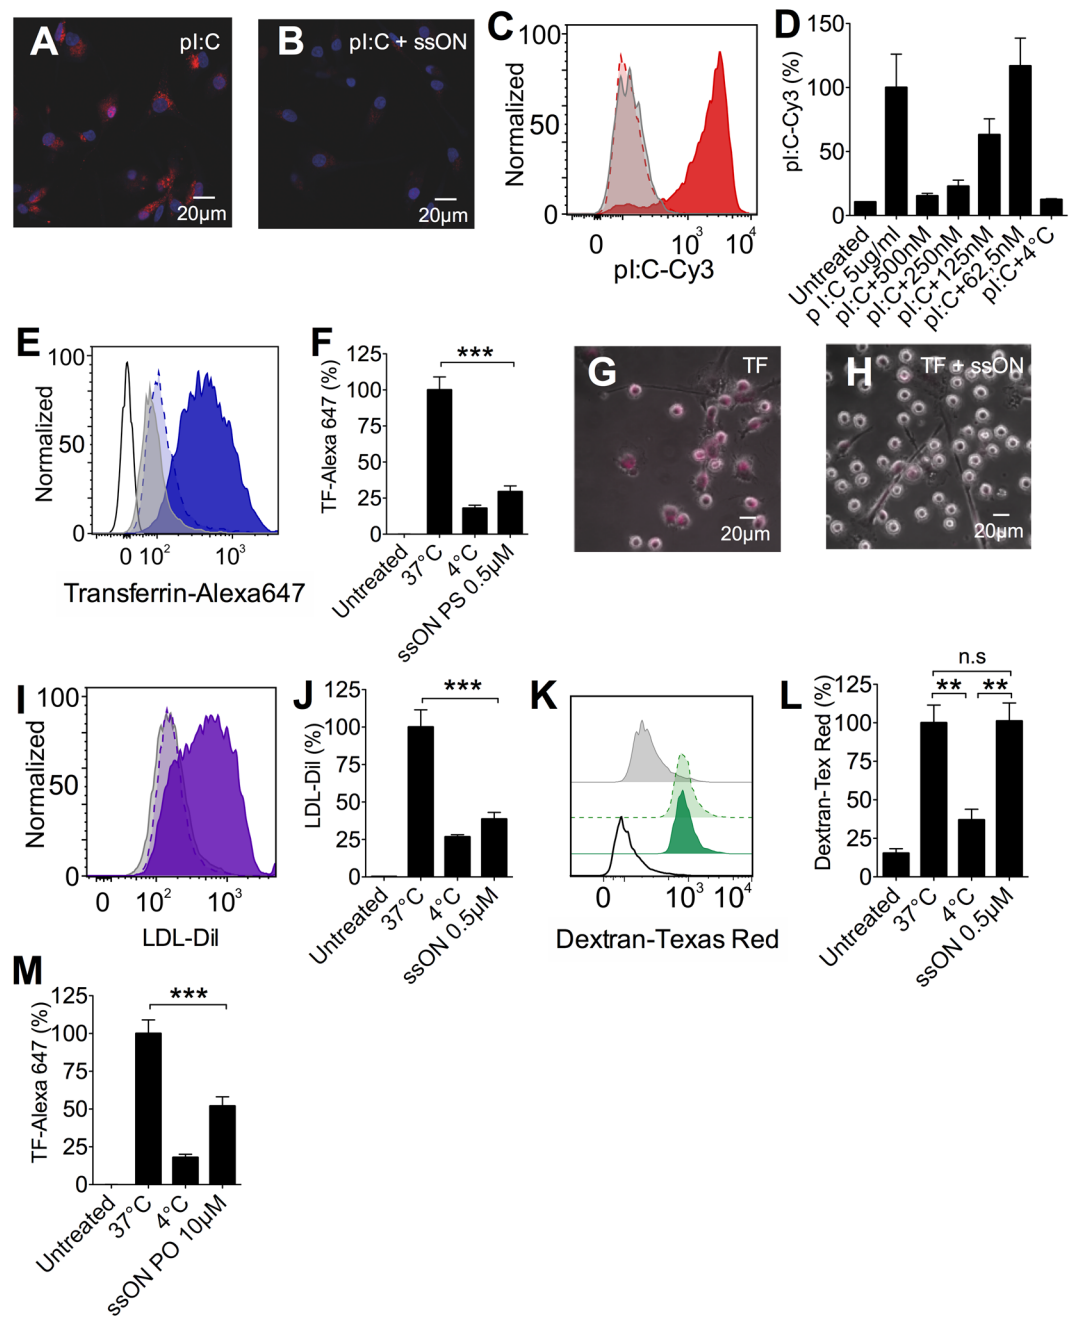 A
pI:C
20µm
B
pI:C + ssON
20µm
C
Normalized
100
50
0
0
10³
10⁴
pI:C-Cy3
D
pI:C-Cy3 (%)
150
100
50
0
Untreated
p I:C 5ug/ml
pI:C+500nM
pI:C+250nM
pI:C+125nM
pI:C+62,5nM
pI:C+4°C
E
Normalized
100
50
0
0
10²
10³
Transferrin-Alexa647
F
TF-Alexa 647 (%)
125
100
75
50
25
0
***
Untreated
37°C
4°C
ssON PS 0.5µM
G
TF
20µm
H
TF + ssON
20µm
I
Normalized
100
50
0
0
10²
10³
LDL-Dil
J
LDL-Dil (%)
125
100
75
50
25
0
***
Untreated
37°C
4°C
ssON 0.5µM
K
0
10³
10⁴
Dextran-Texas Red
L
Dextran-Tex Red (%)
125
100
75
50
25
0
n.s
**
**
Untreated
37°C
4°C
ssON 0.5µM
M
TF-Alexa 647 (%)
125
100
75
50
25
0
***
Untreated
37°C
4°C
ssON PO 10µM